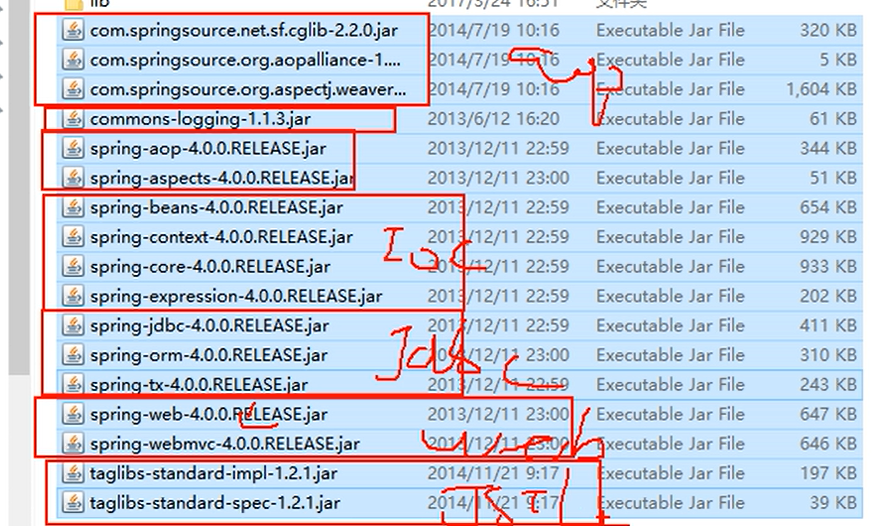 lib 2017/3/24 16:51 文件夹
com.springsource.net.sf.cglib-2.2.0.jar 2014/7/19 10:16 Executable Jar File 320 KB
com.springsource.org.aopalliance-1.... 2014/7/19 10:16 Executable Jar File 5 KB
com.springsource.org.aspectj.weaver... 2014/7/19 10:16 Executable Jar File 1,604 KB
aop
commons-logging-1.1.3.jar 2013/6/12 16:20 Executable Jar File 61 KB
spring-aop-4.0.0.RELEASE.jar 2013/12/11 22:59 Executable Jar File 344 KB
spring-aspects-4.0.0.RELEASE.jar 2013/12/11 23:00 Executable Jar File 51 KB
spring-beans-4.0.0.RELEASE.jar 2013/12/11 22:59 Executable Jar File 654 KB
spring-context-4.0.0.RELEASE.jar 2013/12/11 22:59 Executable Jar File 929 KB
Ioc
spring-core-4.0.0.RELEASE.jar 2013/12/11 22:59 Executable Jar File 933 KB
spring-expression-4.0.0.RELEASE.jar 2013/12/11 22:59 Executable Jar File 202 KB
spring-jdbc-4.0.0.RELEASE.jar 2013/12/11 22:59 Executable Jar File 411 KB
spring-orm-4.0.0.RELEASE.jar 2013/12/11 23:00 Executable Jar File 310 KB
Jdbc
spring-tx-4.0.0.RELEASE.jar 2013/12/11 22:59 Executable Jar File 243 KB
spring-web-4.0.0.RELEASE.jar 2013/12/11 23:00 Executable Jar File 647 KB
spring-webmvc-4.0.0.RELEASE.jar 2013/12/11 23:00 Executable Jar File 646 KB
web
taglibs-standard-impl-1.2.1.jar 2014/11/21 9:17 Executable Jar File 197 KB
taglibs-standard-spec-1.2.1.jar 2014/11/21 9:17 Executable Jar File 39 KB
JSTL